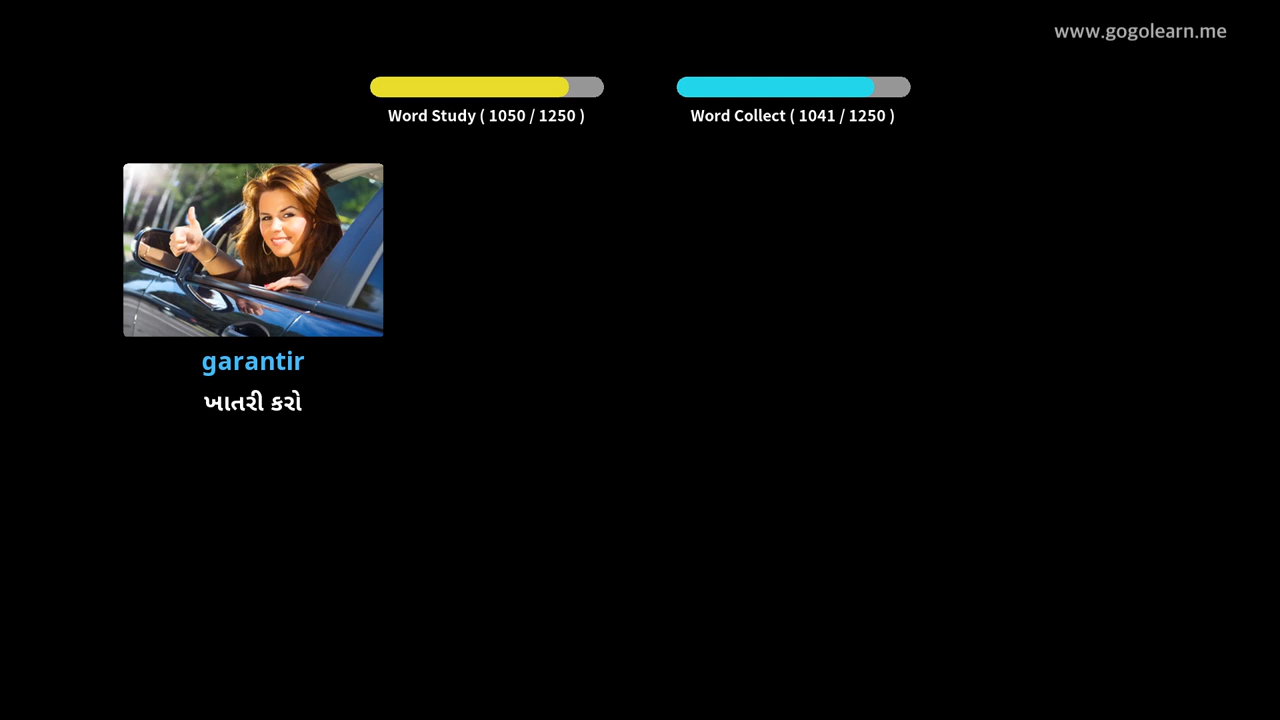 www.gogolearn.me
Word Study ( 1050 / 1250 )
Word Collect ( 1041 / 1250 )
garantir
ખાતરી કરો